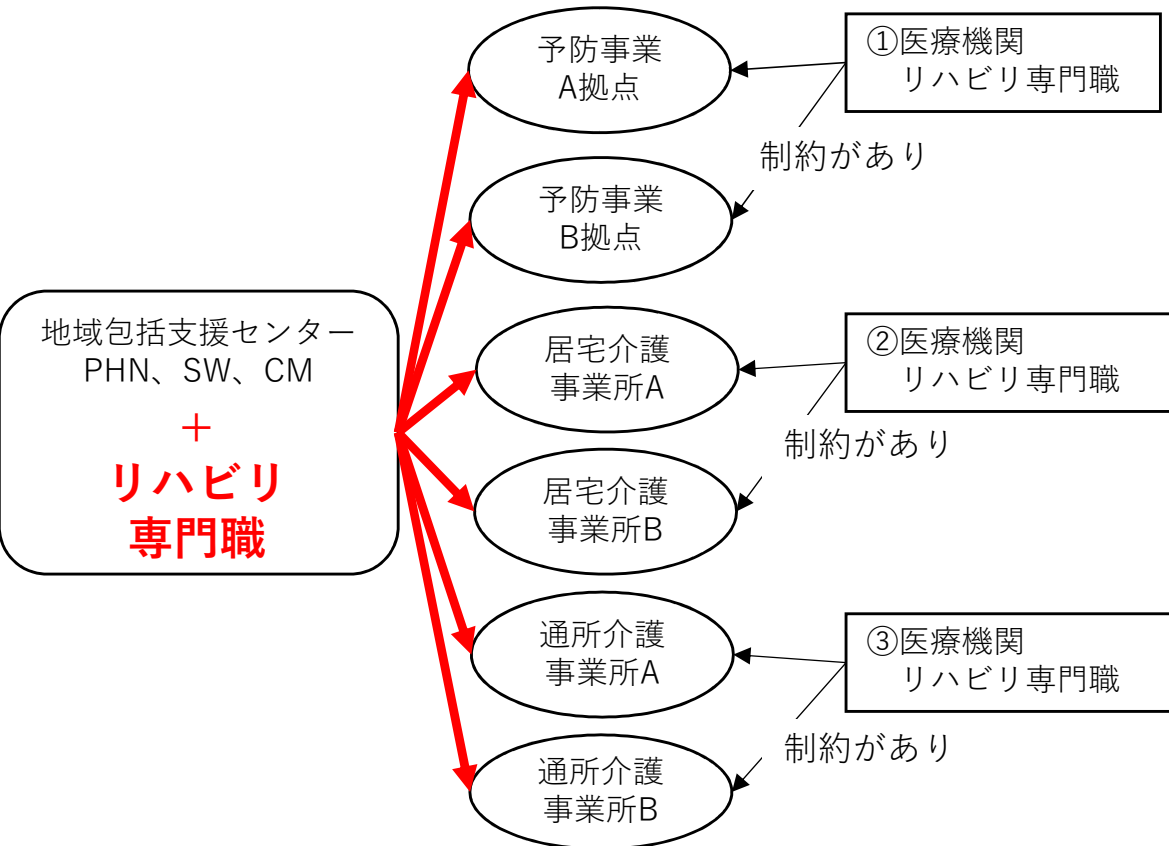 地域包括支援センター
PHN、SW、CM
＋
リハビリ
専門職
予防事業
A拠点
予防事業
B拠点
居宅介護
事業所A
居宅介護
事業所B
通所介護
事業所A
通所介護
事業所B
①医療機関
リハビリ専門職
制約があり
②医療機関
リハビリ専門職
制約があり
③医療機関
リハビリ専門職
制約があり